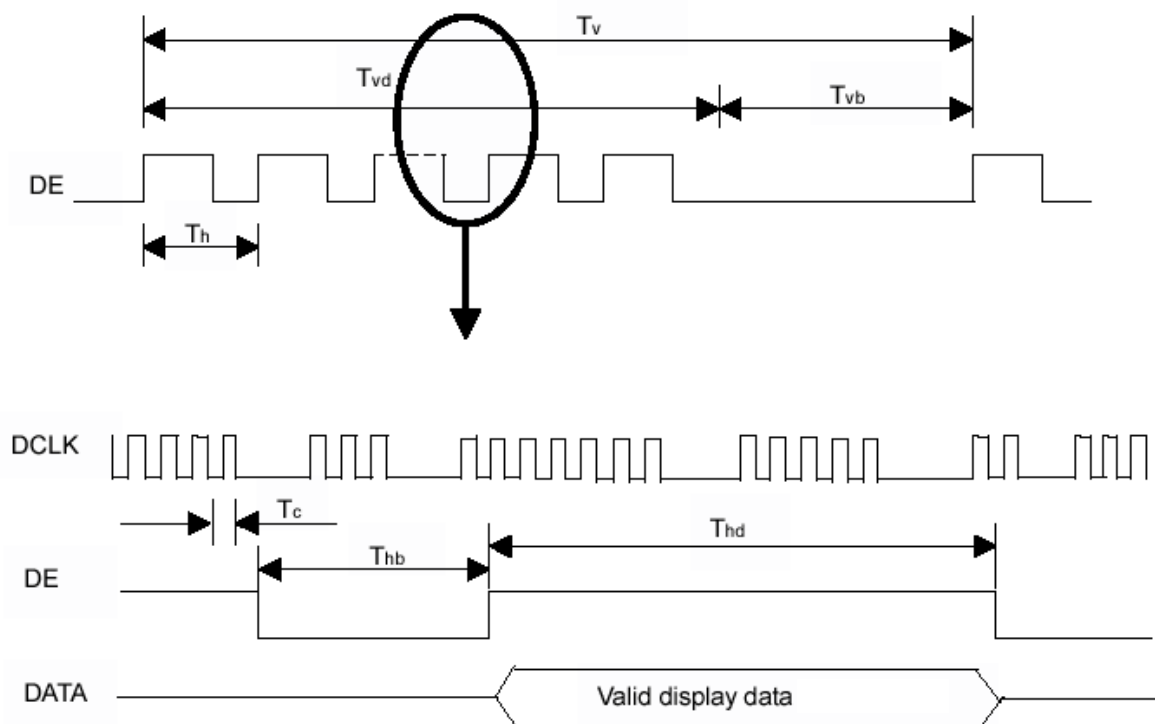 Tv
Tvd
Tvb
DE
Th
DCLK
Tc
Thd
Thb
DE
DATA
Valid display data